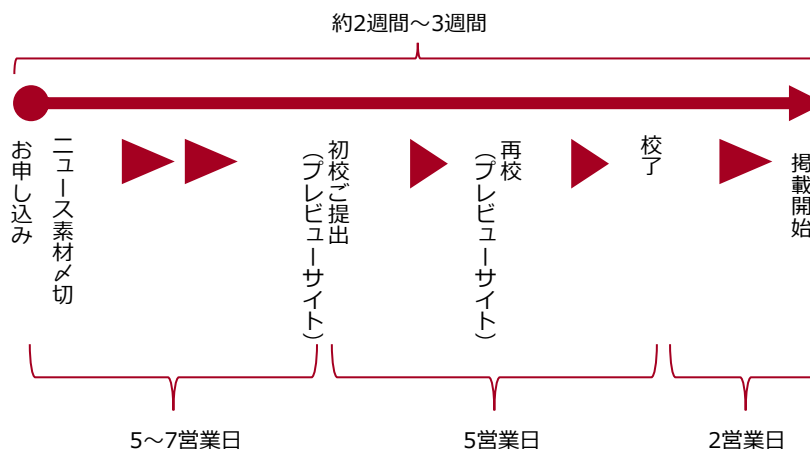 約2週間～3週間
お申し込み
ニュース素材〆切
初校ご提出
（プレビューサイト）
再校
（プレビューサイト）
校了
掲載開始
5～7営業日
5営業日
2営業日